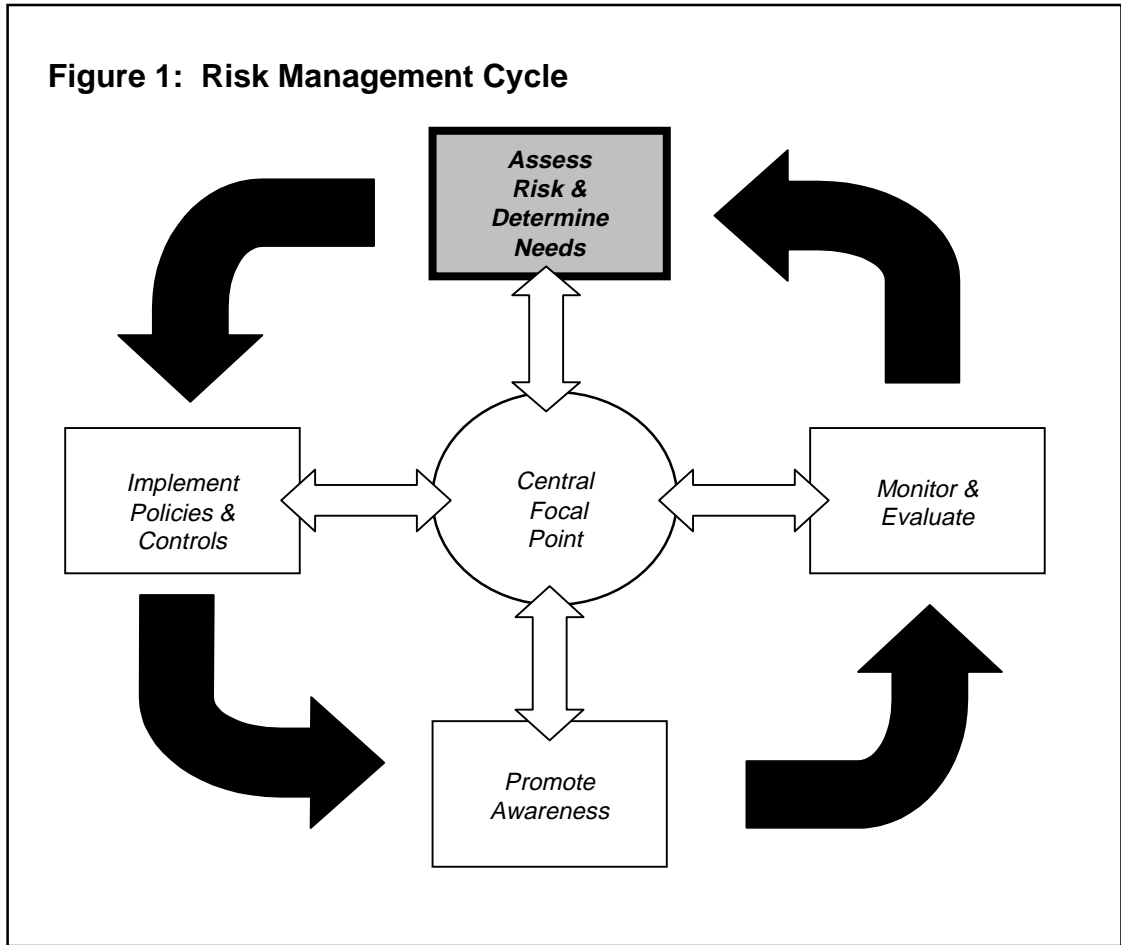 Figure 1: Risk Management Cycle
Assess
Risk &
Determine
Needs
Implement
Policies &
Controls
Central
Focal
Point
Monitor &
Evaluate
Promote
Awareness